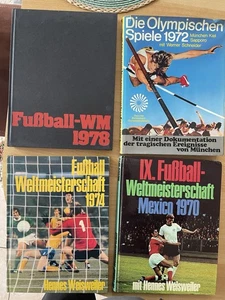 Fußball-WM
1978
Die Olympischen
Spiele 1972
München Kiel
Sapporo
mit Werner Schneider
Mit einer Dokumentation
der tragischen Ereignisse
von München
Fußball
Weltmeisterschaft
1974
Hennes Weisweiler
IX. Fußball-
Weltmeisterschaft
Mexico 1970
mit Hennes Weisweiler